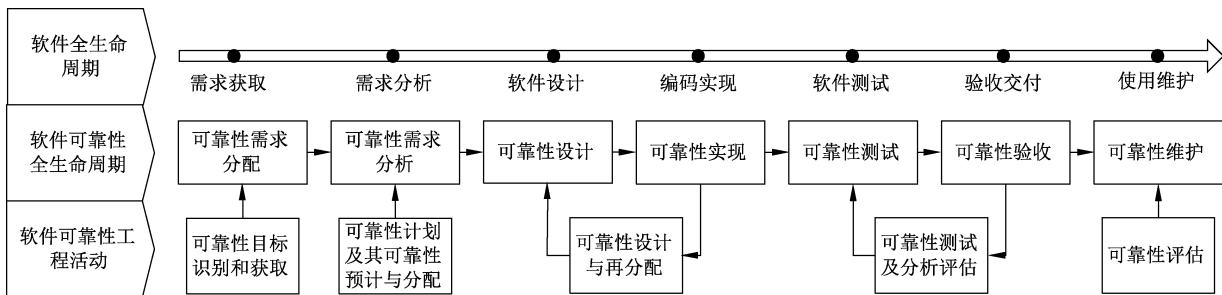 软件全生命
周期
需求获取
需求分析
软件设计
编码实现
软件测试
验收交付
使用维护
软件可靠性
全生命周期
可靠性需求
分配
可靠性需求
分析
可靠性设计
可靠性实现
可靠性测试
可靠性验收
可靠性维护
软件可靠性工
程活动
可靠性目标
识别和获取
可靠性计划
及其可靠性
预计与分配
可靠性设计
与再分配
可靠性测试
及分析评估
可靠性评估